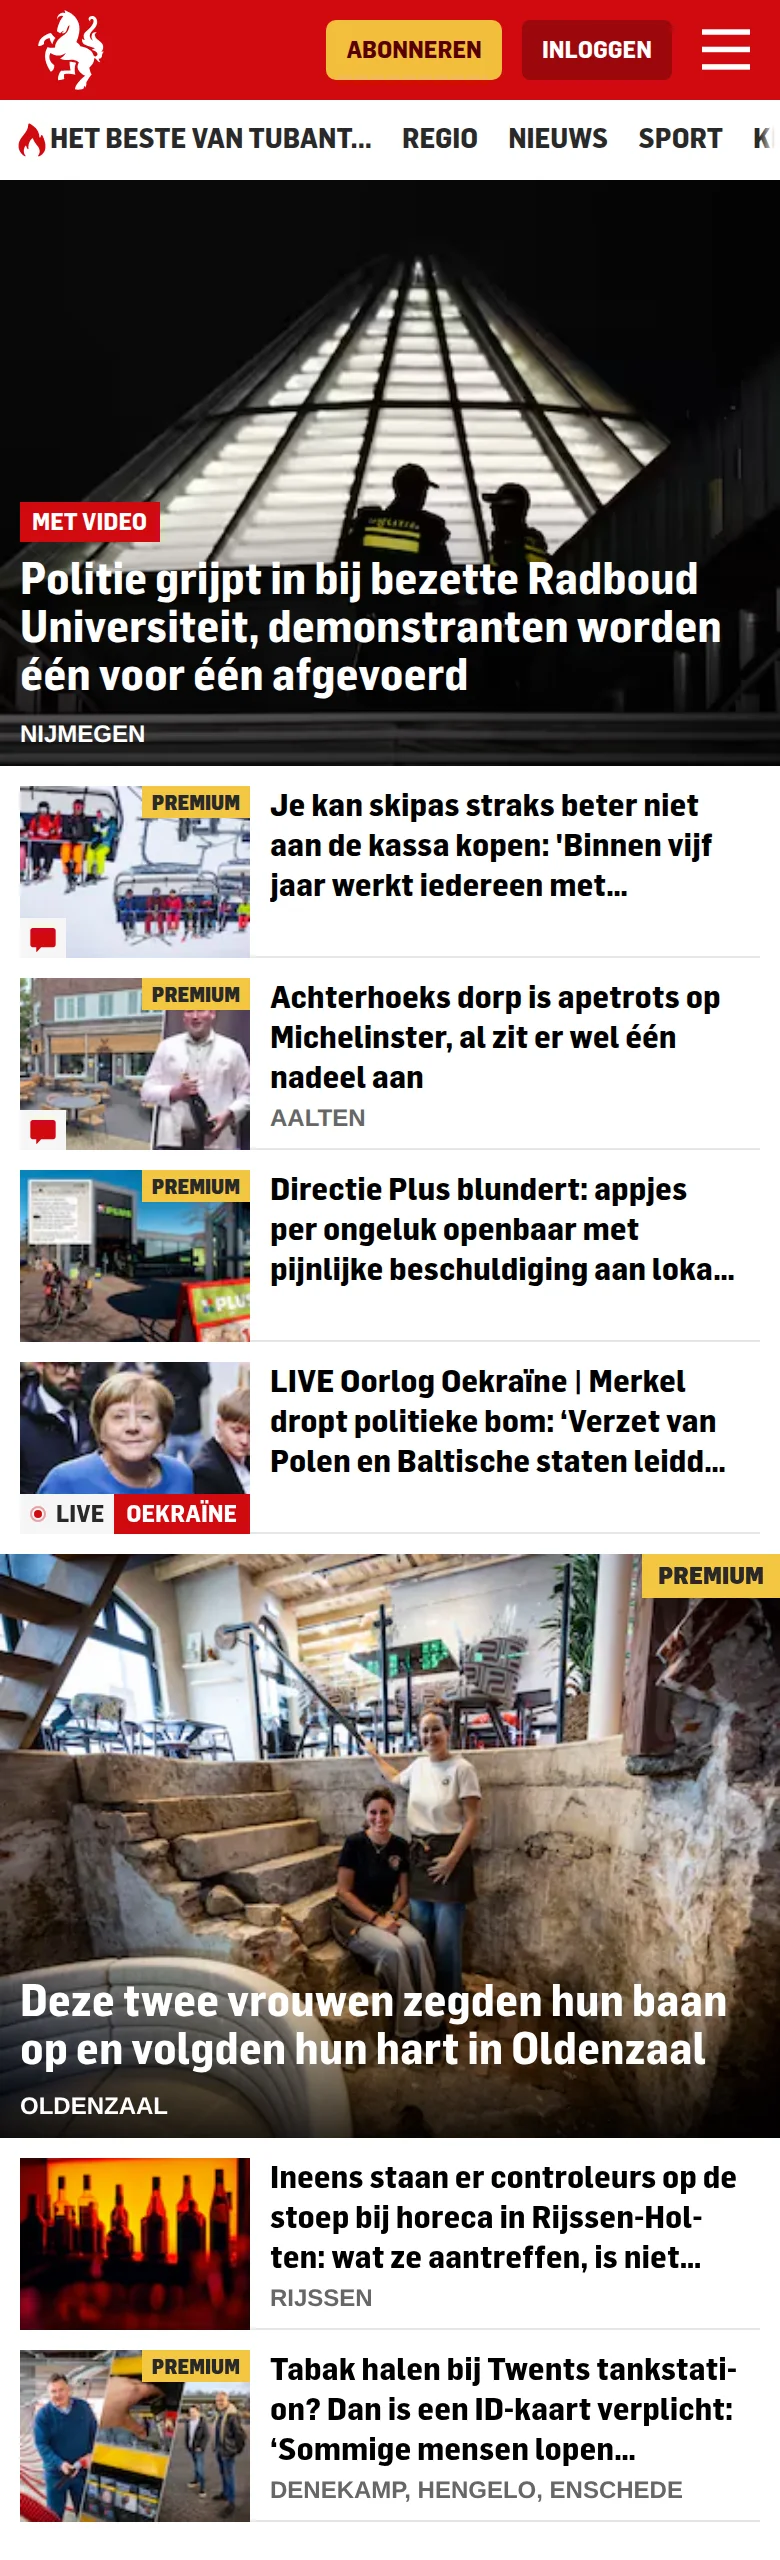 ABONNEREN
INLOGGEN
HET BESTE VAN TUBANT...
REGIO
NIEUWS
SPORT
MET VIDEO
Politie grijpt in bij bezette Radboud
Universiteit, demonstranten worden
één voor één afgevoerd
NIJMEGEN
PREMIUM
Je kan skipas straks beter niet
aan de kassa kopen: 'Binnen vijf
jaar werkt iedereen met...
PREMIUM
Achterhoeks dorp is apetrots op
Michelinster, al zit er wel één
nadeel aan
AALTEN
PREMIUM
PLUS
PLUS
Directie Plus blundert: appjes
per ongeluk openbaar met
pijnlijke beschuldiging aan loka...
LIVE OEKRAÏNE
LIVE Oorlog Oekraïne | Merkel
dropt politieke bom: ‘Verzet van
Polen en Baltische staten leidd...
PREMIUM
Deze twee vrouwen zegden hun baan
op en volgden hun hart in Oldenzaal
OLDENZAAL
Ineens staan er controleurs op de
stoep bij horeca in Rijssen-Hol-
ten: wat ze aantreffen, is niet...
RIJSSEN
PREMIUM
Tabak halen bij Twents tankstati-
on? Dan is een ID-kaart verplicht:
‘Sommige mensen lopen...
DENEKAMP, HENGELO, ENSCHEDE